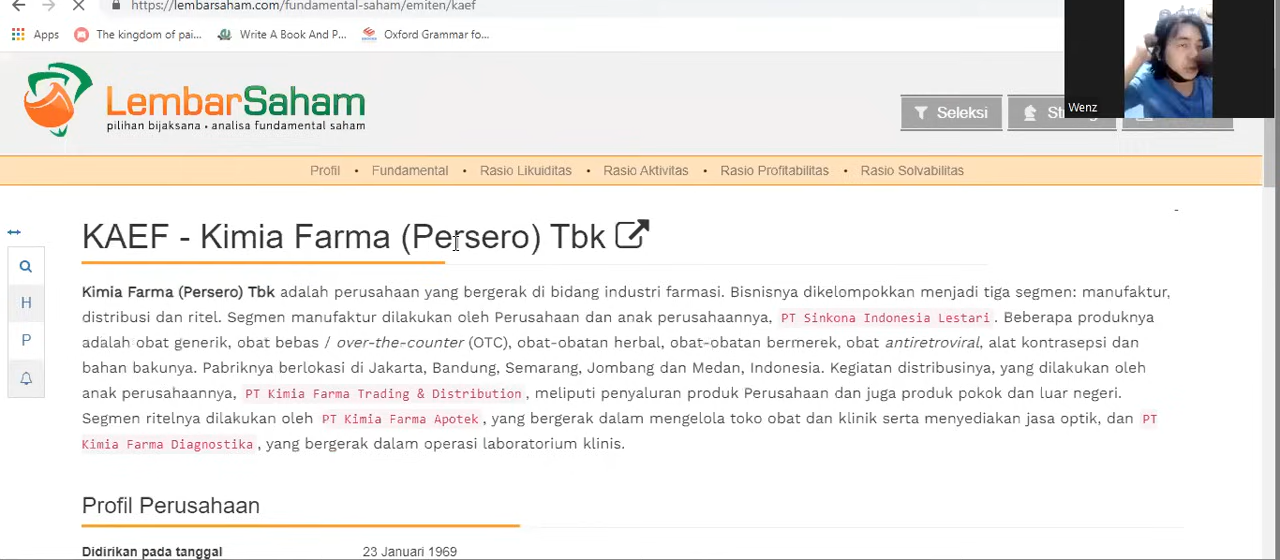 https://lembarsaham.com/fundamental-saham/emiten/kaef
Apps The kingdom of pai... Write A Book And P... Oxford Grammar fo...
Wenz
LembarSaham
pilihan bijaksana • analisa fundamental saham
Seleksi
Profil • Fundamental • Rasio Likuiditas • Rasio Aktivitas • Rasio Profitabilitas • Rasio Solvabilitas
KAEF - Kimia Farma (Persero) Tbk
H
P
Kimia Farma (Persero) Tbk adalah perusahaan yang bergerak di bidang industri farmasi. Bisnisnya dikelompokkan menjadi tiga segmen: manufaktur,
distribusi dan ritel. Segmen manufaktur dilakukan oleh Perusahaan dan anak perusahaannya, PT Sinkona Indonesia Lestari. Beberapa produknya
adalah obat generik, obat bebas / over-the-counter (OTC), obat-obatan herbal, obat-obatan bermerek, obat antiretroviral, alat kontrasepsi dan
bahan bakunya. Pabriknya berlokasi di Jakarta, Bandung, Semarang, Jombang dan Medan, Indonesia. Kegiatan distribusinya, yang dilakukan oleh
anak perusahaannya, PT Kimia Farma Trading & Distribution, meliputi penyaluran produk Perusahaan dan juga produk pokok dan luar negeri.
Segmen ritelnya dilakukan oleh PT Kimia Farma Apotek, yang bergerak dalam mengelola toko obat dan klinik serta menyediakan jasa optik, dan PT
Kimia Farma Diagnostika, yang bergerak dalam operasi laboratorium klinis.
Profil Perusahaan
Didirikan pada tanggal 23 Januari 1969